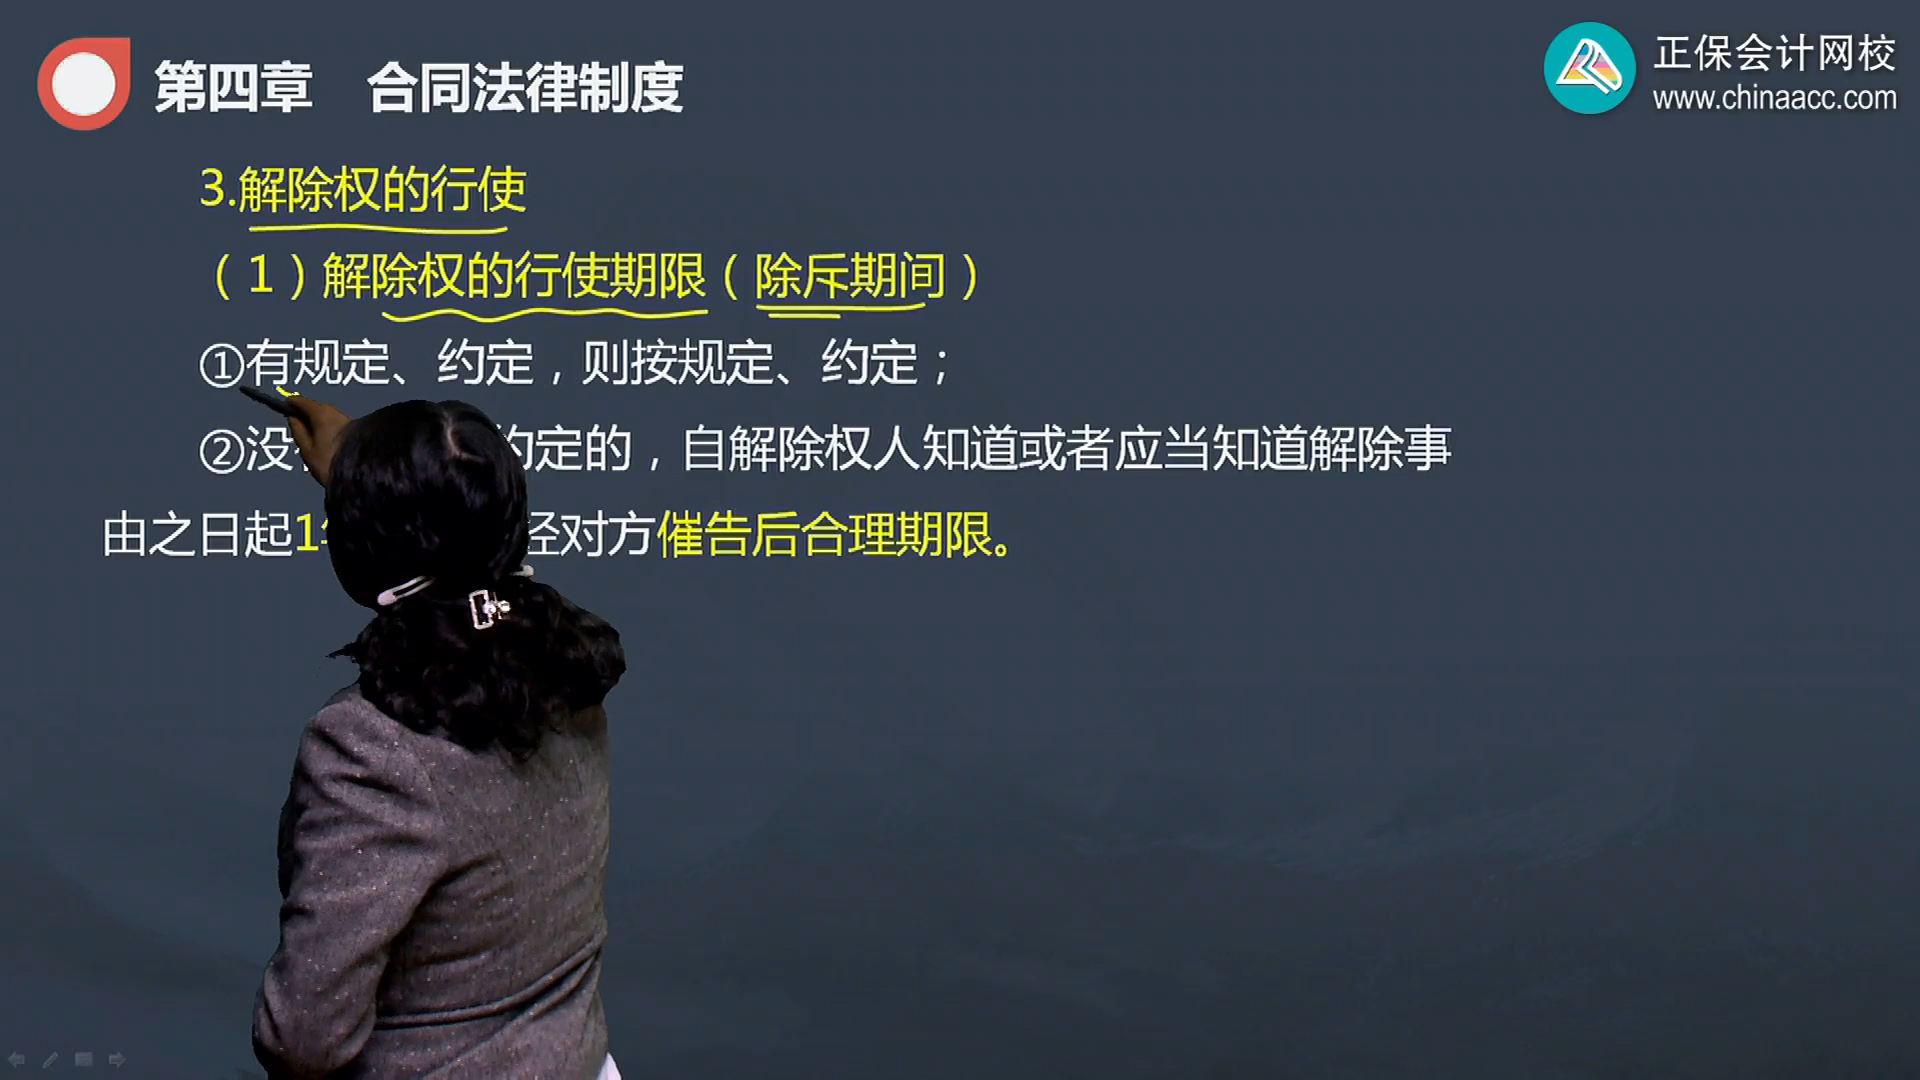 第四章 合同法律制度
正保会计网校
www.chinaacc.com
3.解除权的行使
（1）解除权的行使期限（除斥期间）
①有规定、约定，则按规定、约定；
②没 约定的，自解除权人知道或者应当知道解除事
由之日起1 经对方催告后合理期限。